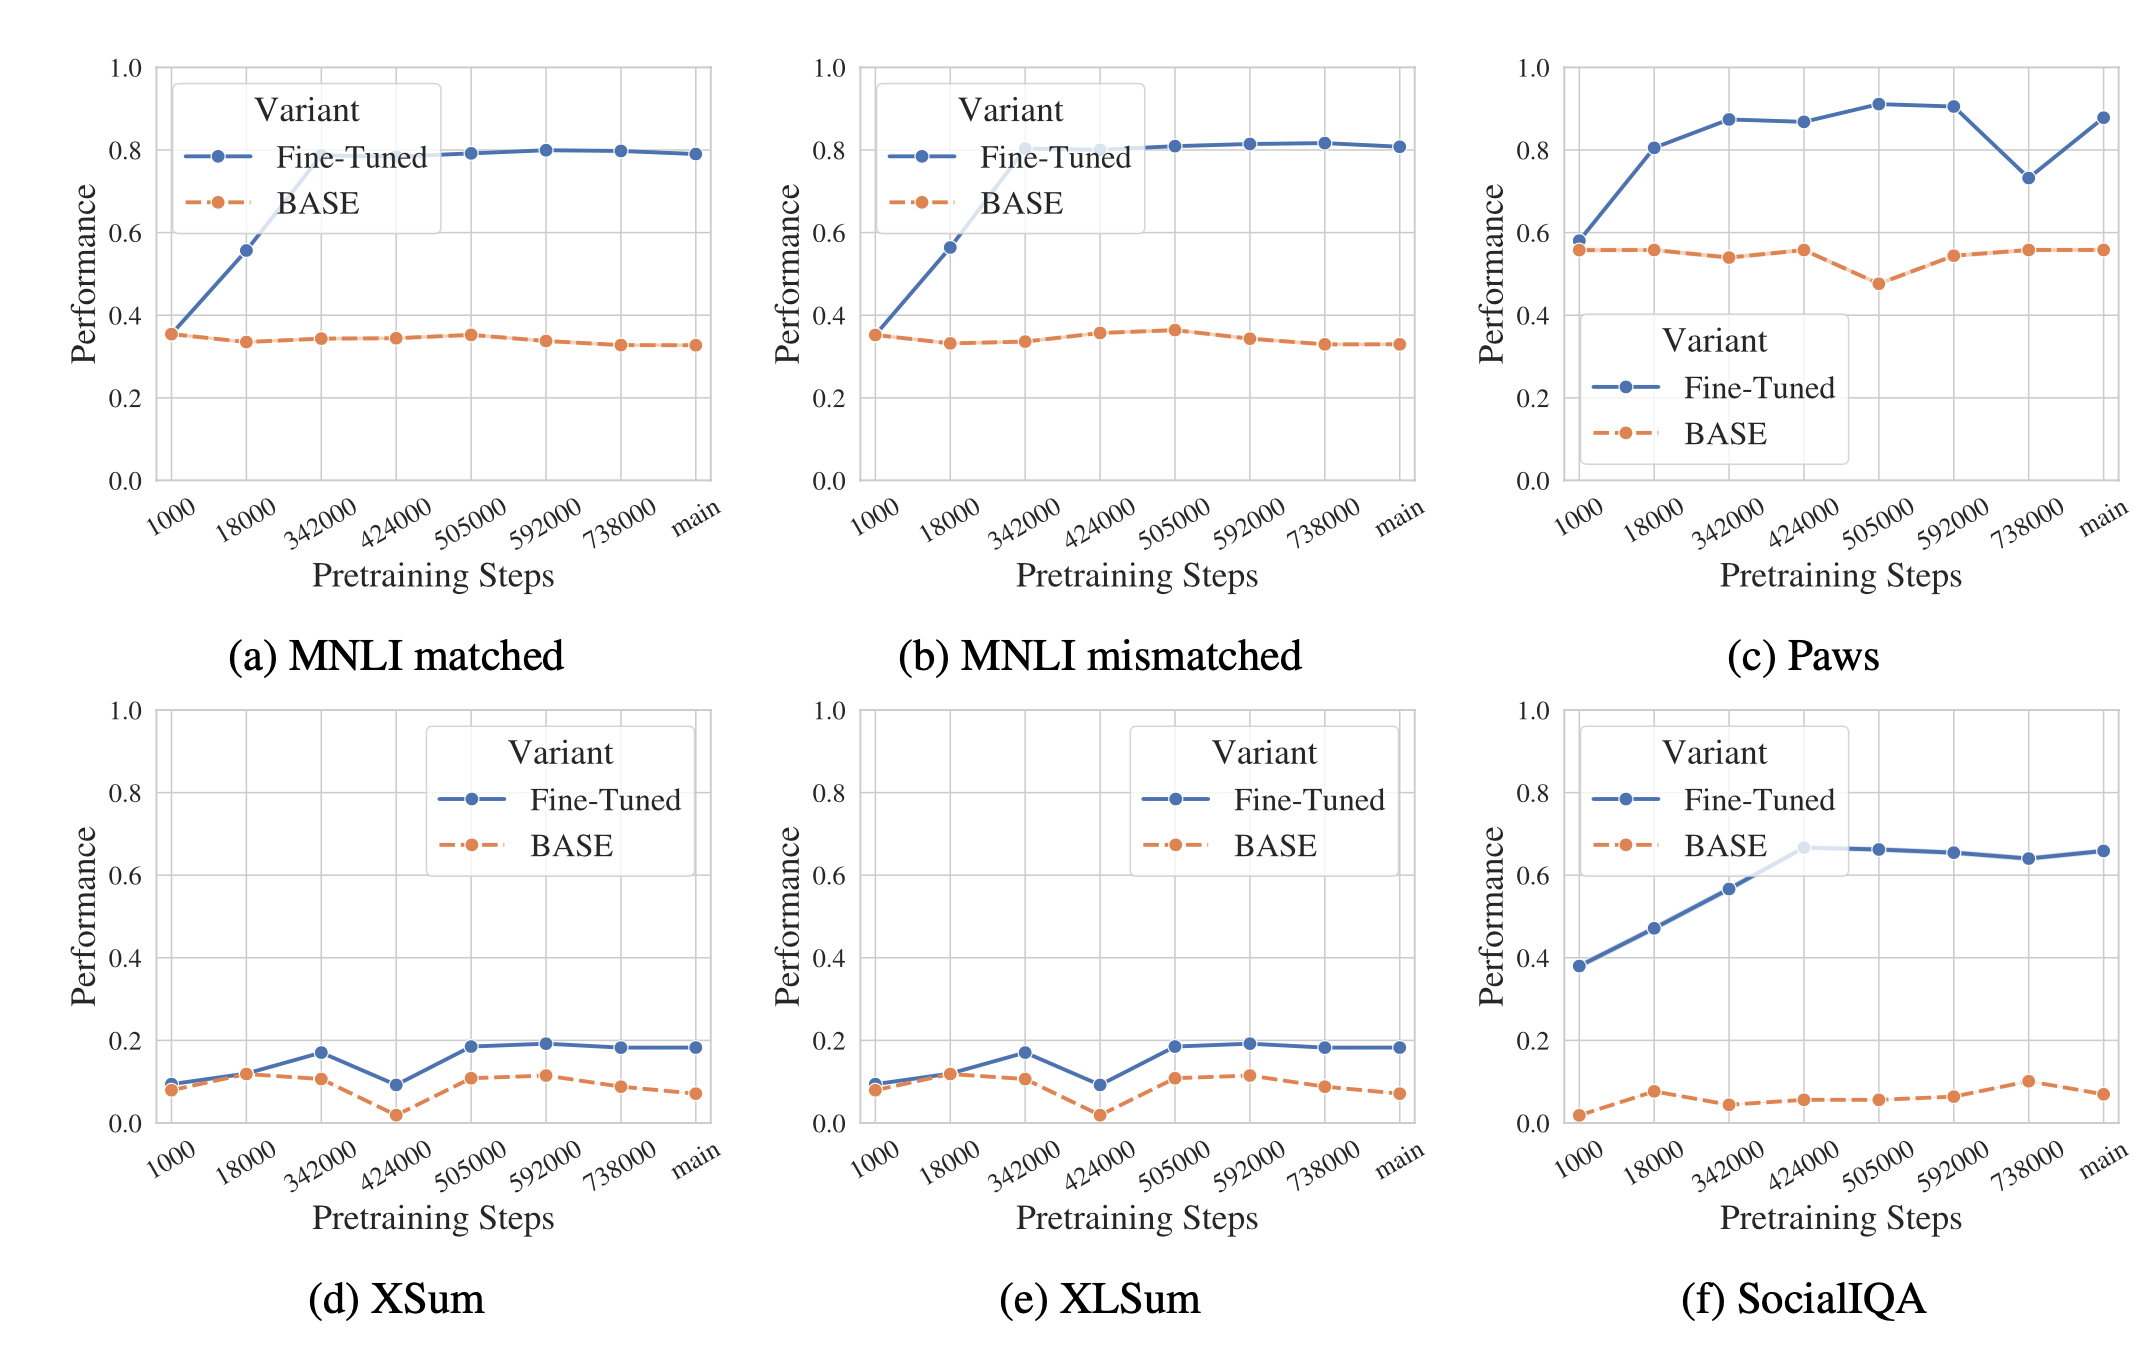 1.0
0.8
0.6
0.4
0.2
0.0
Performance
Variant
Fine-Tuned
BASE
1000 18000 342000 424000 505000 592000 738000 main
Pretraining Steps
(a) MNLI matched
1.0
0.8
0.6
0.4
0.2
0.0
Performance
Variant
Fine-Tuned
BASE
1000 18000 342000 424000 505000 592000 738000 main
Pretraining Steps
(b) MNLI mismatched
1.0
0.8
0.6
0.4
0.2
0.0
Performance
Variant
Fine-Tuned
BASE
1000 18000 342000 424000 505000 592000 738000 main
Pretraining Steps
(c) Paws
1.0
0.8
0.6
0.4
0.2
0.0
Performance
Variant
Fine-Tuned
BASE
1000 18000 342000 424000 505000 592000 738000 main
Pretraining Steps
(d) XSum
1.0
0.8
0.6
0.4
0.2
0.0
Performance
Variant
Fine-Tuned
BASE
1000 18000 342000 424000 505000 592000 738000 main
Pretraining Steps
(e) XLSum
1.0
0.8
0.6
0.4
0.2
0.0
Performance
Variant
Fine-Tuned
BASE
1000 18000 342000 424000 505000 592000 738000 main
Pretraining Steps
(f) SocialIQA